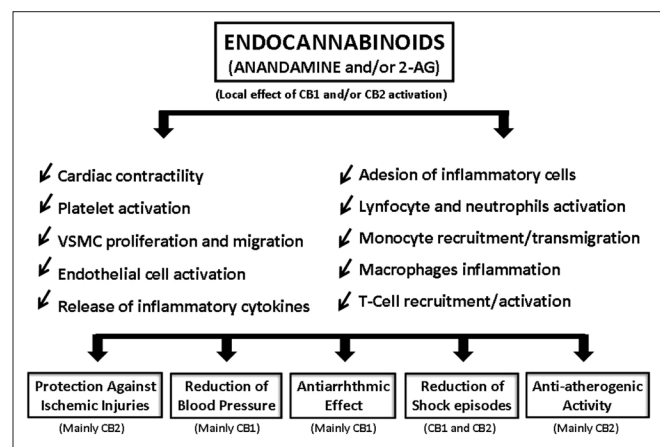 ENDOCANNABINOIDS
(ANANDAMINE and/or 2-AG)
(Local effect of CB1 and/or CB2 activation)
Cardiac contractility
Platelet activation
VSMC proliferation and migration
Endothelial cell activation
Release of inflammatory cytokines
Adesion of inflammatory cells
Lynfocyte and neutrophils activation
Monocyte recruitment/transmigration
Macrophages inflammation
T-Cell recruitment/activation
Protection Against
Ischemic Injuries
(Mainly CB2)
Reduction of
Blood Pressure
(Mainly CB1)
Antiarrhthmic
Effect
(Mainly CB1)
Reduction of
Shock episodes
(CB1 and CB2)
Anti-atherogenic
Activity
(Mainly CB2)